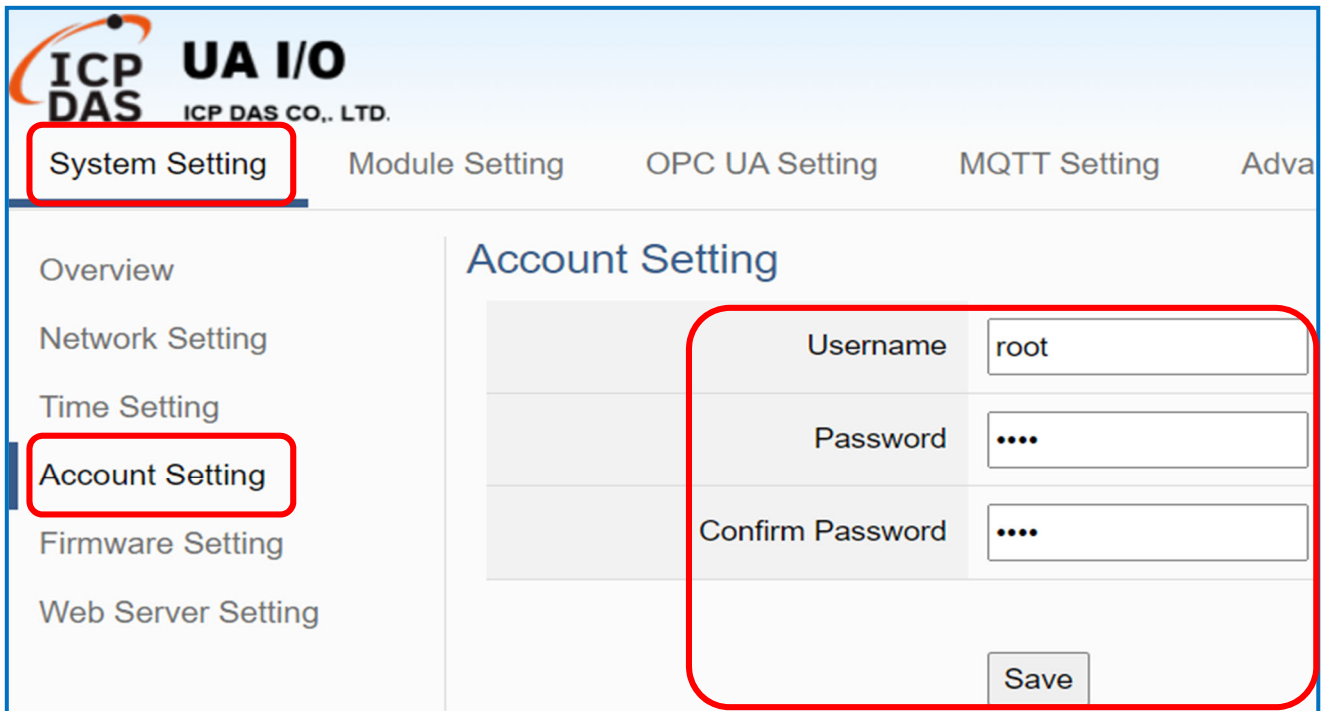 ICP
DAS
UA I/O
ICP DAS CO,. LTD.
System Setting Module Setting OPC UA Setting MQTT Setting Adva
Overview
Network Setting
Time Setting
Account Setting
Firmware Setting
Web Server Setting
Account Setting
Username root
Password ••••
Confirm Password ••••
Save